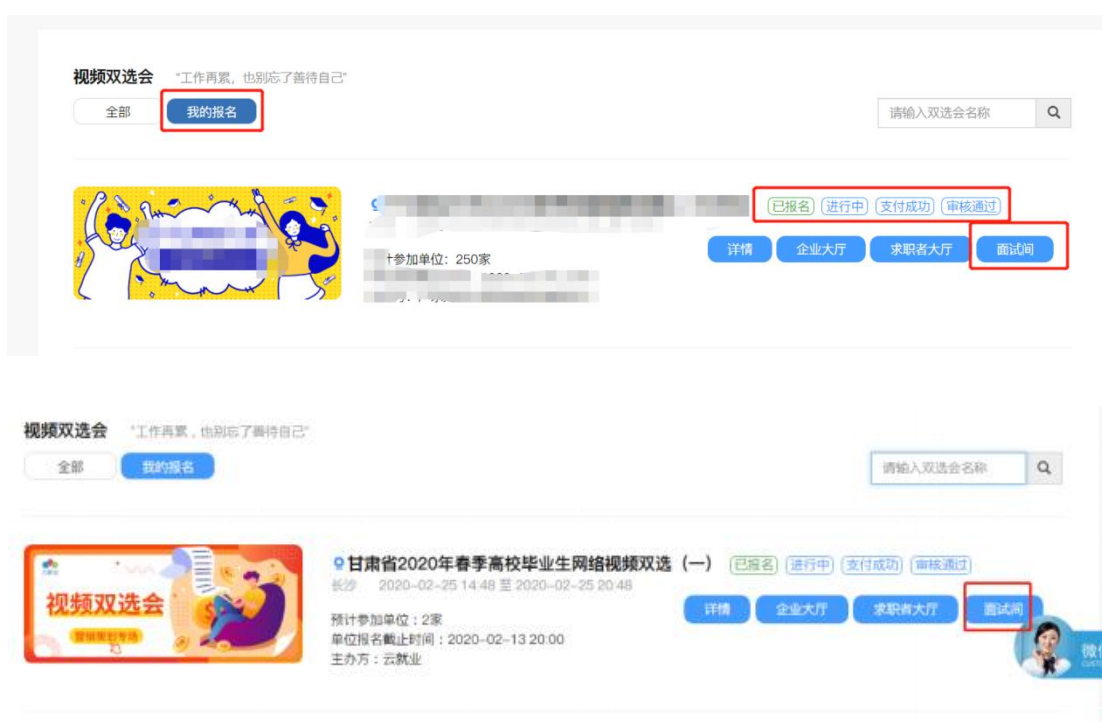 视频双选会 “工作再累，也别忘了善待自己”
全部 我的报名 请输入双选会名称
已报名 进行中 支付成功 审核通过
详情 企业大厅 求职者大厅 面试间
计参加单位：250家
视频双选会 “工作再累，也别忘了善待自己”
全部 我的报名 请输入双选会名称
甘肃省2020年春季高校毕业生网络视频双选（一） 已报名 进行中 支付成功 审核通过
长沙 2020-02-25 14:48 至 2020-02-25 20:48
详情 企业大厅 求职者大厅 面试间
视频双选会
营销策划专场
预计参加单位：2家
单位报名截止时间：2020-02-13 20:00
主办方：云就业